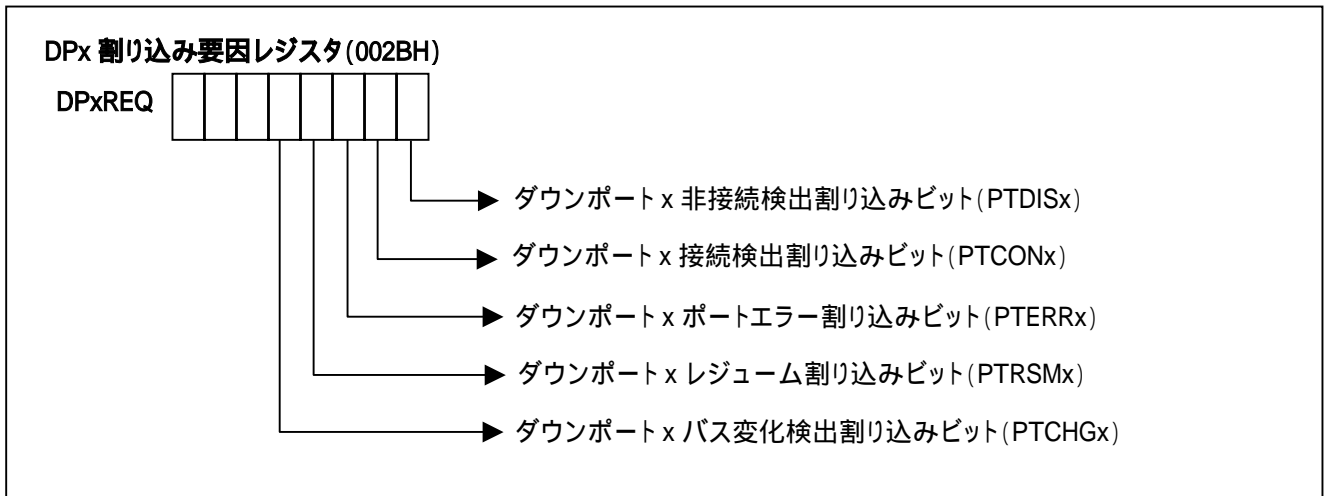 DPx 割り込み要因レジスタ(002BH)
DPxREQ
ダウンポート x 非接続検出割り込みビット(PTDISx)
ダウンポート x 接続検出割り込みビット(PTCONx)
ダウンポート x ポートエラー割り込みビット(PTERRx)
ダウンポート x レジューム割り込みビット(PTRSMx)
ダウンポート x バス変化検出割り込みビット(PTCHGx)